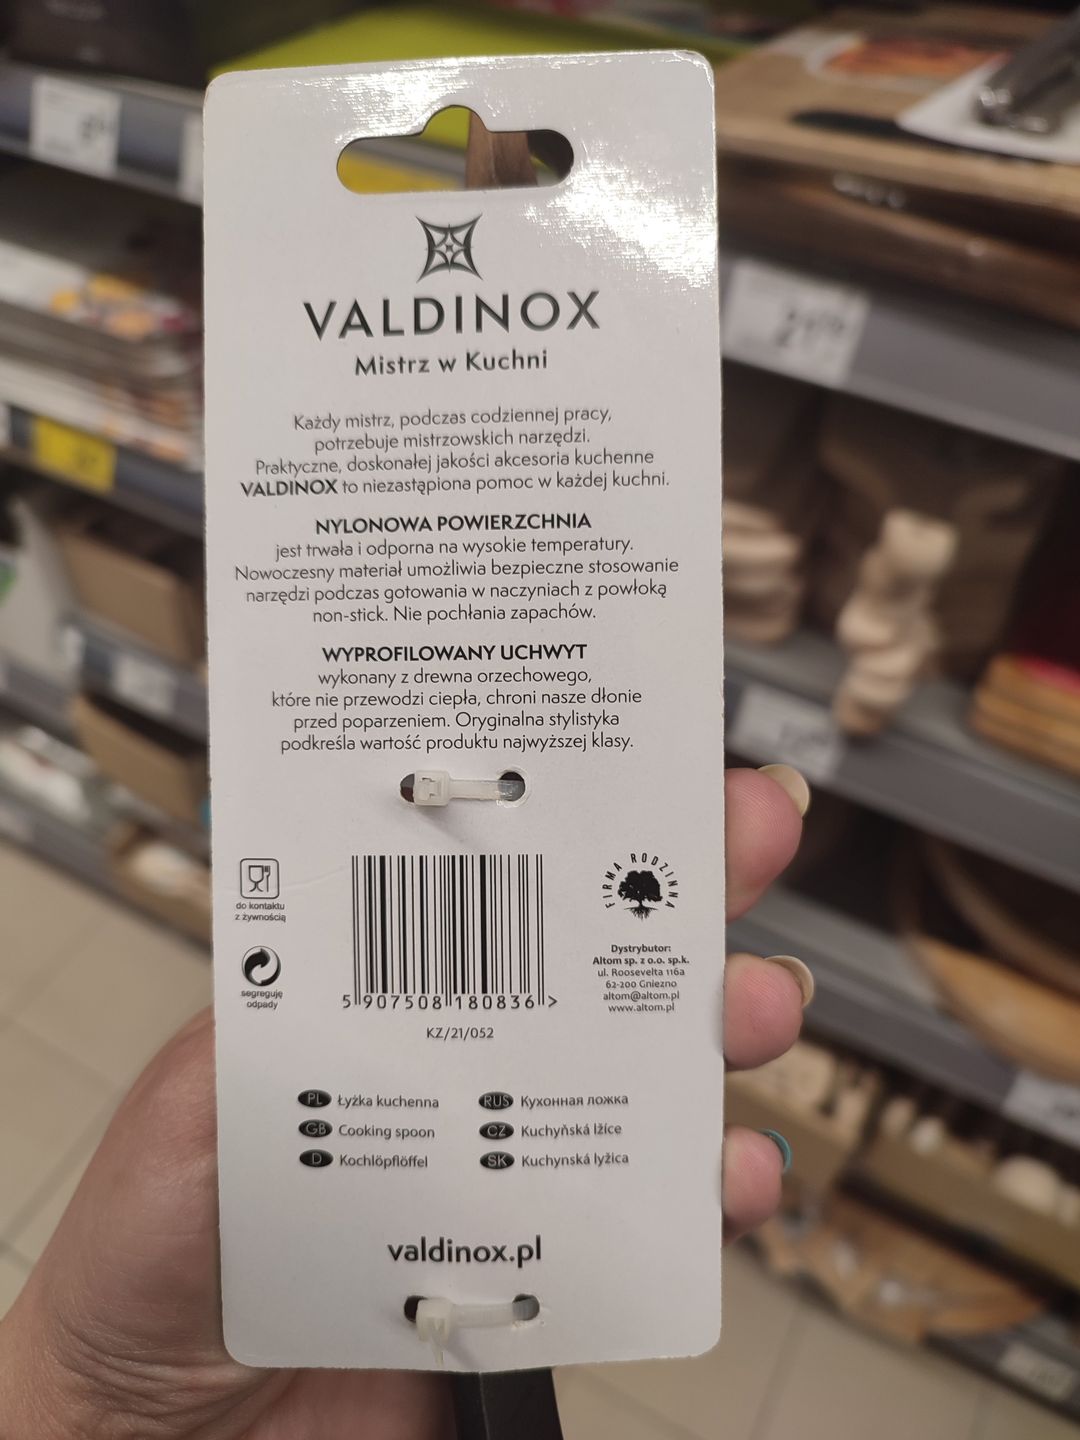 VALDINOX
Mistrz w Kuchni
Każdy mistrz, podczas codziennej pracy,
potrzebuje mistrzowskich narzędzi.
Praktyczne, doskonałej jakości akcesoria kuchenne
VALDINOX to niezastąpiona pomoc w każdej kuchni.
NYLONOWA POWIERZCHNIA
jest trwała i odporna na wysokie temperatury.
Nowoczesny materiał umożliwia bezpieczne stosowanie
narzędzi podczas gotowania w naczyniach z powłoką
non-stick. Nie pochłania zapachów.
WYPROFILOWANY UCHWYT
wykonany z drewna orzechowego,
które nie przewodzi ciepła, chroni nasze dłonie
przed poparzeniem. Oryginalna stylistyka
podkreśla wartość produktu najwyższej klasy.
do kontaktu
z żywnością
segreguję
odpady
5 907508 180836 >
KZ/21/052
FIRMA RODZINNA
Dystrybutor:
Altom sp. z o.o. sp.k.
ul. Roosevelta 116a
62-200 Gniezno
altom@altom.pl
www.altom.pl
PL Łyżka kuchenna
GB Cooking spoon
D Kochlöpflöffel
RUS Кухонная ложка
CZ Kuchyňská lžíce
SK Kuchynská lyžica
valdinox.pl